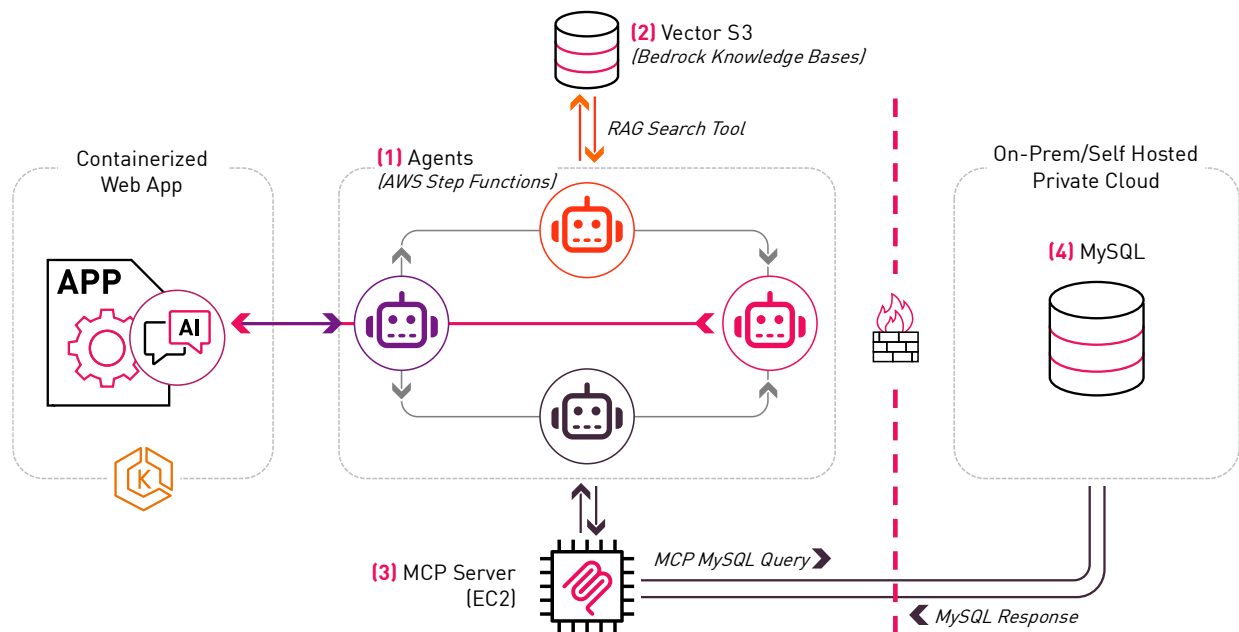 (2) Vector S3
(Bedrock Knowledge Bases)
RAG Search Tool
Containerized
Web App
(1) Agents
(AWS Step Functions)
On-Prem/Self Hosted
Private Cloud
(4) MySQL
APP
AI
K
(3) MCP Server
(EC2)
MCP MySQL Query
MySQL Response